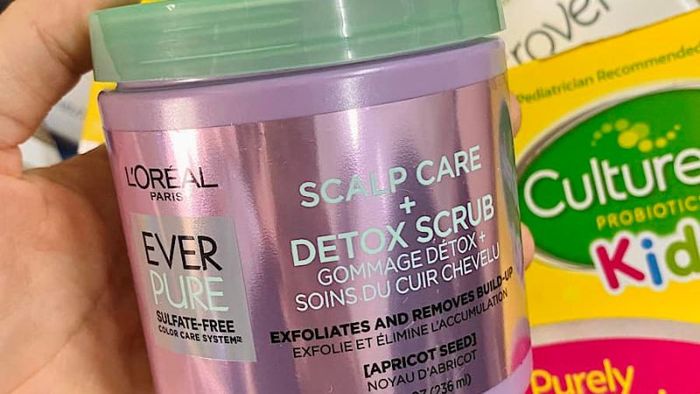 L'ORÉAL
PARIS
EVER
PURE
SULFATE-FREE
COLOR CARE SYSTEM
SCALP CARE
+
DETOX SCRUB
GOMMAGE DÉTOX +
SOINS DU CUIR CHEVELU
EXFOLIATES AND REMOVES BUILD-UP
EXFOLIE ET ÉLIMINE L'ACCUMULATION
[APRICOT SEED]
NOYAU D'ABRICOT
(236 ml)
Pediatrician Recommended
Culture
PROBIOTICS
Kid
Purely